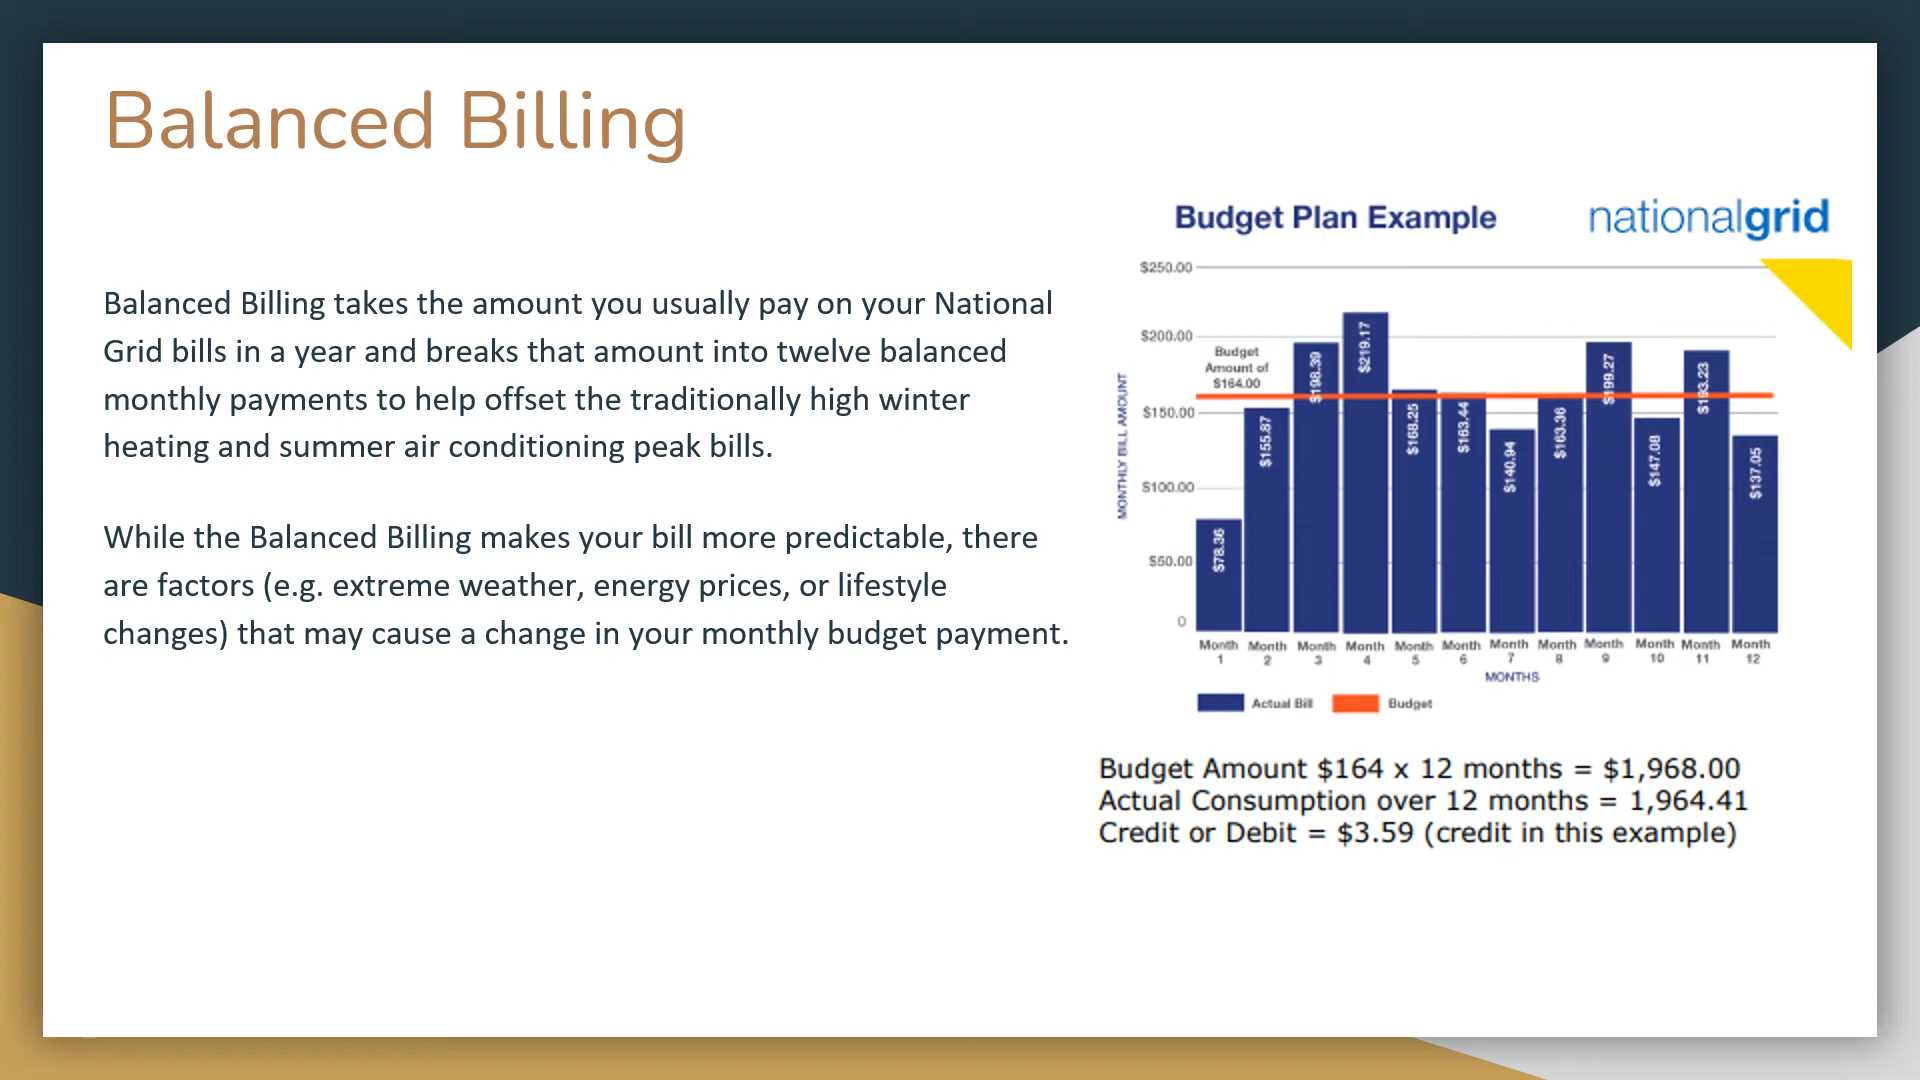 Balanced Billing
Balanced Billing takes the amount you usually pay on your National
Grid bills in a year and breaks that amount into twelve balanced
monthly payments to help offset the traditionally high winter
heating and summer air conditioning peak bills.
While the Balanced Billing makes your bill more predictable, there
are factors (e.g. extreme weather, energy prices, or lifestyle
changes) that may cause a change in your monthly budget payment.
Budget Plan Example
nationalgrid
$250.00
$200.00
$150.00
$100.00
$50.00
0
MONTHLY BILL AMOUNT
Budget
Amount of
$164.00
$78.36
$155.87
$198.39
$219.17
$168.25
$163.44
$140.94
$163.36
$199.27
$147.08
$193.23
$137.05
Month 1
Month 2
Month 3
Month 4
Month 5
Month 6
Month 7
Month 8
Month 9
Month 10
Month 11
Month 12
MONTHS
Actual Bill
Budget
Budget Amount $164 x 12 months = $1,968.00
Actual Consumption over 12 months = 1,964.41
Credit or Debit = $3.59 (credit in this example)